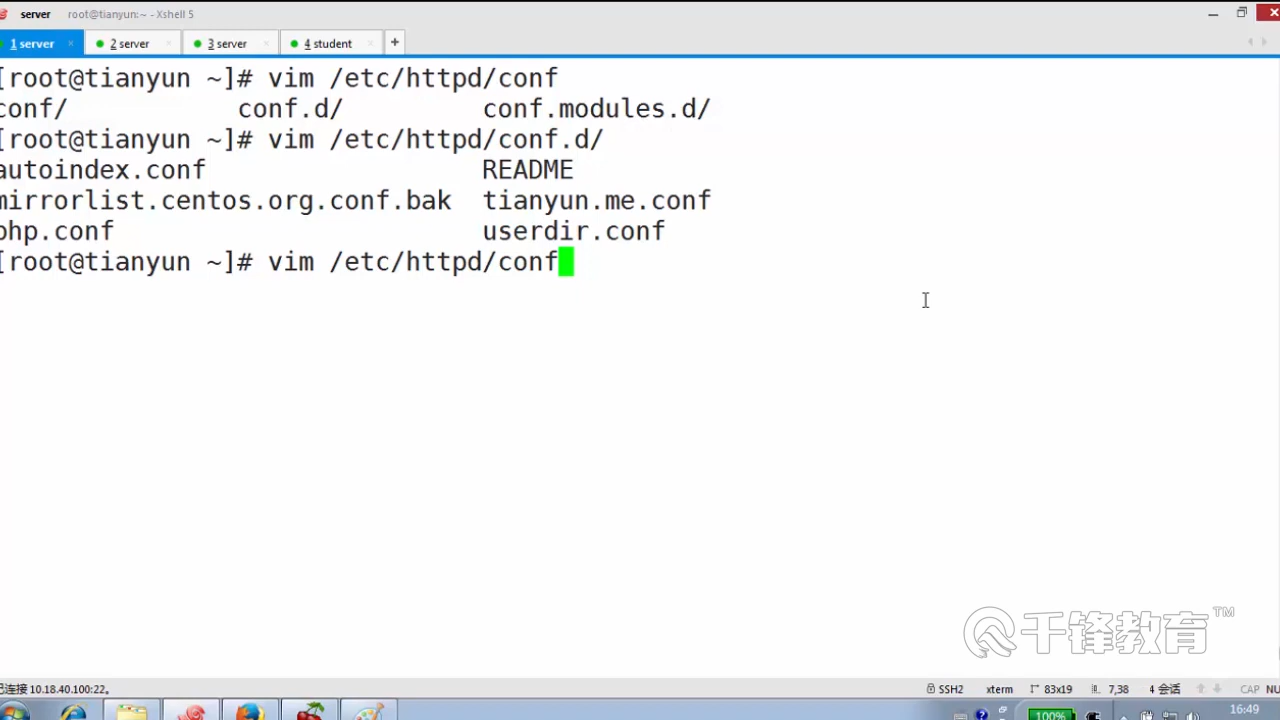 server root@tianyun:~ - Xshell 5
1 server 2 server 3 server 4 student +
[root@tianyun ~]# vim /etc/httpd/conf
conf/ conf.d/ conf.modules.d/
[root@tianyun ~]# vim /etc/httpd/conf.d/
autoindex.conf README
mirrorlist.centos.org.conf.bak tianyun.me.conf
php.conf userdir.conf
[root@tianyun ~]# vim /etc/httpd/conf
千锋教育 TM
已连接 10.18.40.100:22。 SSH2 xterm 83x19 7,38 4 会话 CAP NU
100% 16:49